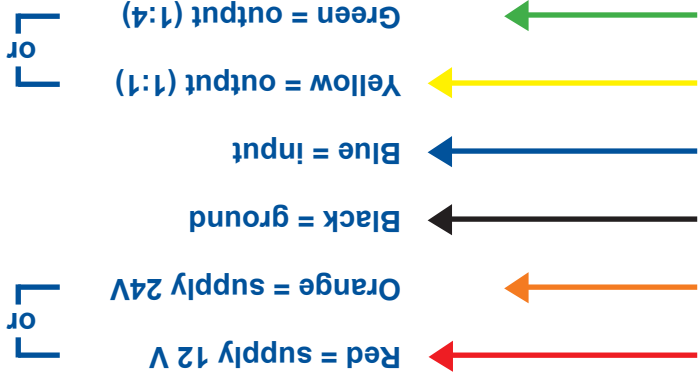 Red = supply 12 V
or
Orange = supply 24V
Black = ground
Blue = input
Yellow = output (1:1)
or
Green = output (1:4)